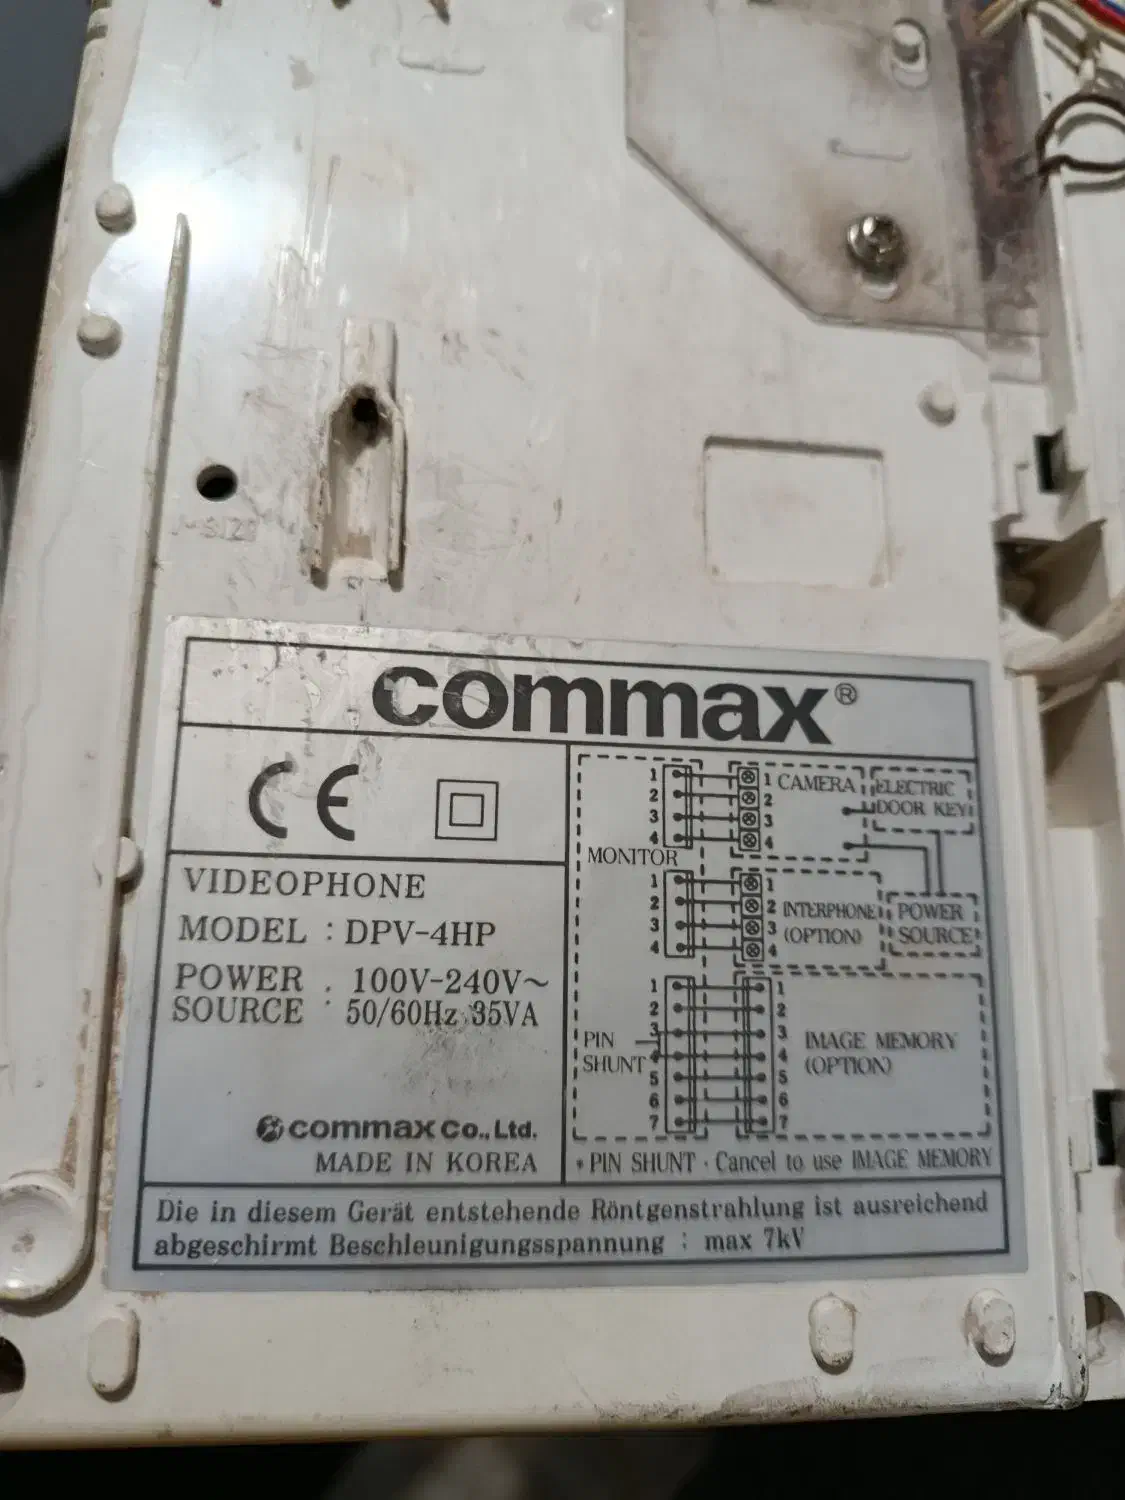 commax®
CE
VIDEOPHONE
MODEL : DPV-4HP
POWER SOURCE : 100V-240V~
50/60Hz 35VA
commax Co., Ltd.
MADE IN KOREA
MONITOR
1
2
3
4
1 CAMERA
2
3
4
ELECTRIC
DOOR KEY
1
2
3
4
1
2 INTERPHONE
3 (OPTION)
4
POWER
SOURCE
PIN
SHUNT
1
2
3
4
5
6
7
1
2
3
4
5
6
7
IMAGE MEMORY
(OPTION)
* PIN SHUNT · Cancel to use IMAGE MEMORY
Die in diesem Gerät entstehende Röntgenstrahlung ist ausreichend
abgeschirmt Beschleunigungsspannung : max 7kV